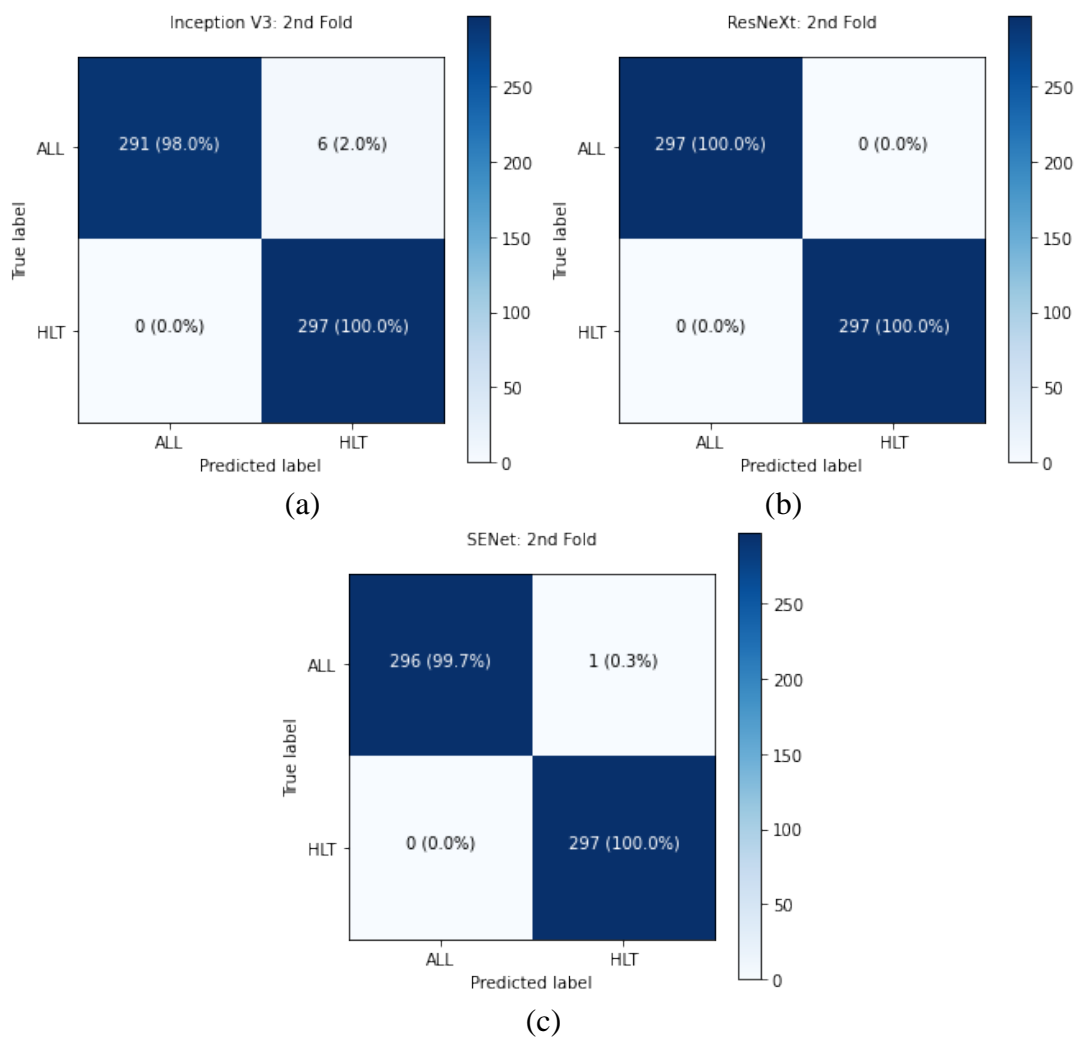 Inception V3: 2nd Fold
ALL
291 (98.0%)
6 (2.0%)
HLT
0 (0.0%)
297 (100.0%)
True label
ALL
HLT
Predicted label
250
200
150
100
50
0
(a)
ResNeXt: 2nd Fold
ALL
297 (100.0%)
0 (0.0%)
HLT
0 (0.0%)
297 (100.0%)
True label
ALL
HLT
Predicted label
250
200
150
100
50
0
(b)
SENet: 2nd Fold
ALL
296 (99.7%)
1 (0.3%)
HLT
0 (0.0%)
297 (100.0%)
True label
ALL
HLT
Predicted label
250
200
150
100
50
0
(c)